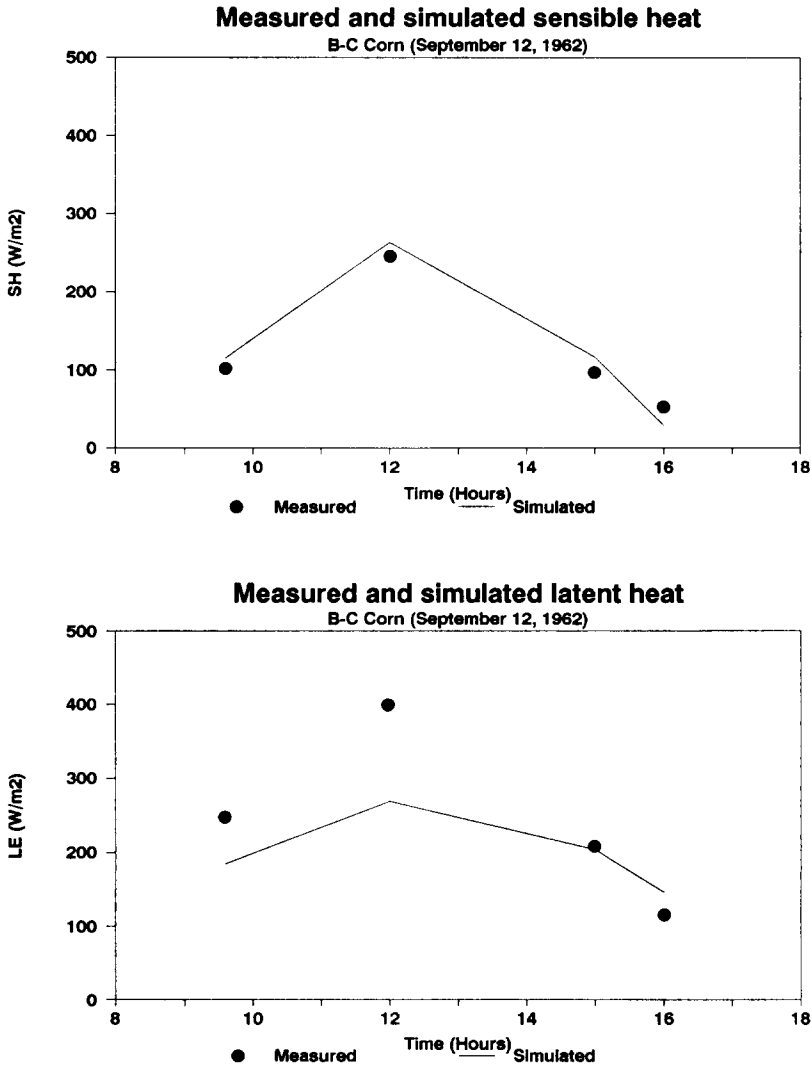 Measured and simulated sensible heat
B-C Corn (September 12, 1962)
500
400
300
200
100
0
SH (W/m2)
8 10 12 14 16 18
Time (Hours)
Measured Simulated
Measured and simulated latent heat
B-C Corn (September 12, 1962)
500
400
300
200
100
0
LE (W/m2)
8 10 12 14 16 18
Time (Hours)
Measured Simulated